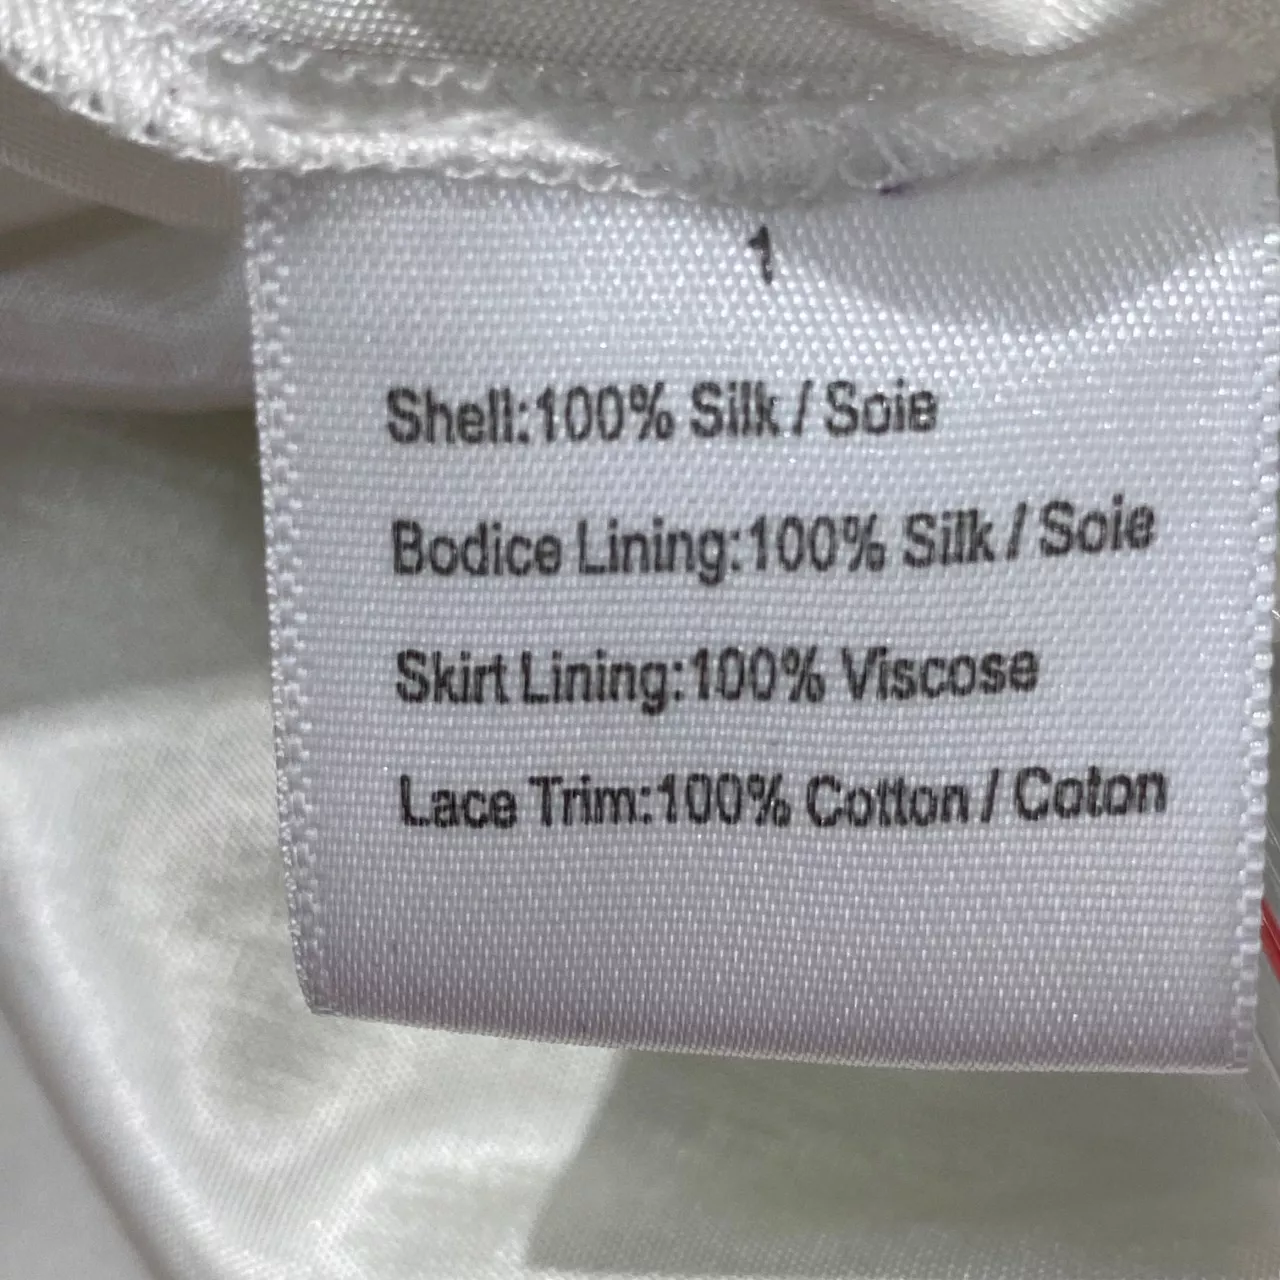 1
Shell:100% Silk / Soie
Bodice Lining:100% Silk / Soie
Skirt Lining:100% Viscose
Lace Trim:100% Cotton / Coton